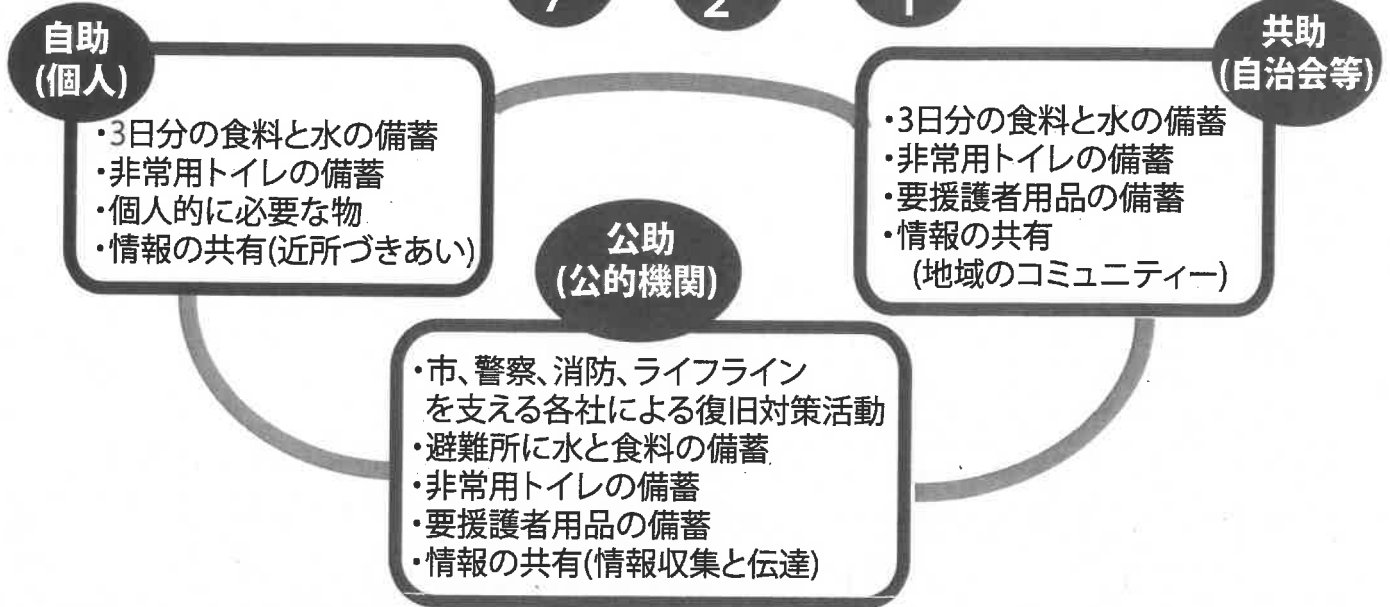 7 2 1
自助
(個人)
・3日分の食料と水の備蓄
・非常用トイレの備蓄
・個人的に必要な物
・情報の共有(近所づきあい)
共助
(自治会等)
・3日分の食料と水の備蓄
・非常用トイレの備蓄
・要援護者用品の備蓄
・情報の共有
(地域のコミュニティー)
公助
(公的機関)
・市、警察、消防、ライフライン
を支える各社による復旧対策活動
・避難所に水と食料の備蓄
・非常用トイレの備蓄
・要援護者用品の備蓄
・情報の共有(情報収集と伝達)